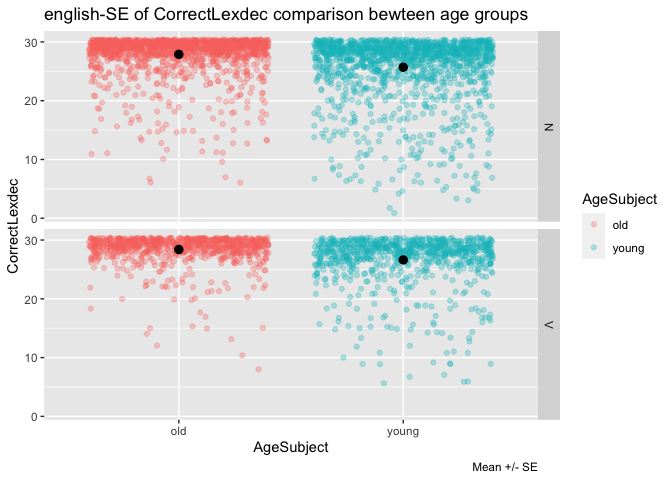 english-SE of CorrectLexdec comparison bewteen age groups
30
20
10
0
N
30
20
10
0
V
CorrectLexdec
old
young
AgeSubject
Mean +/- SE
AgeSubject
old
young